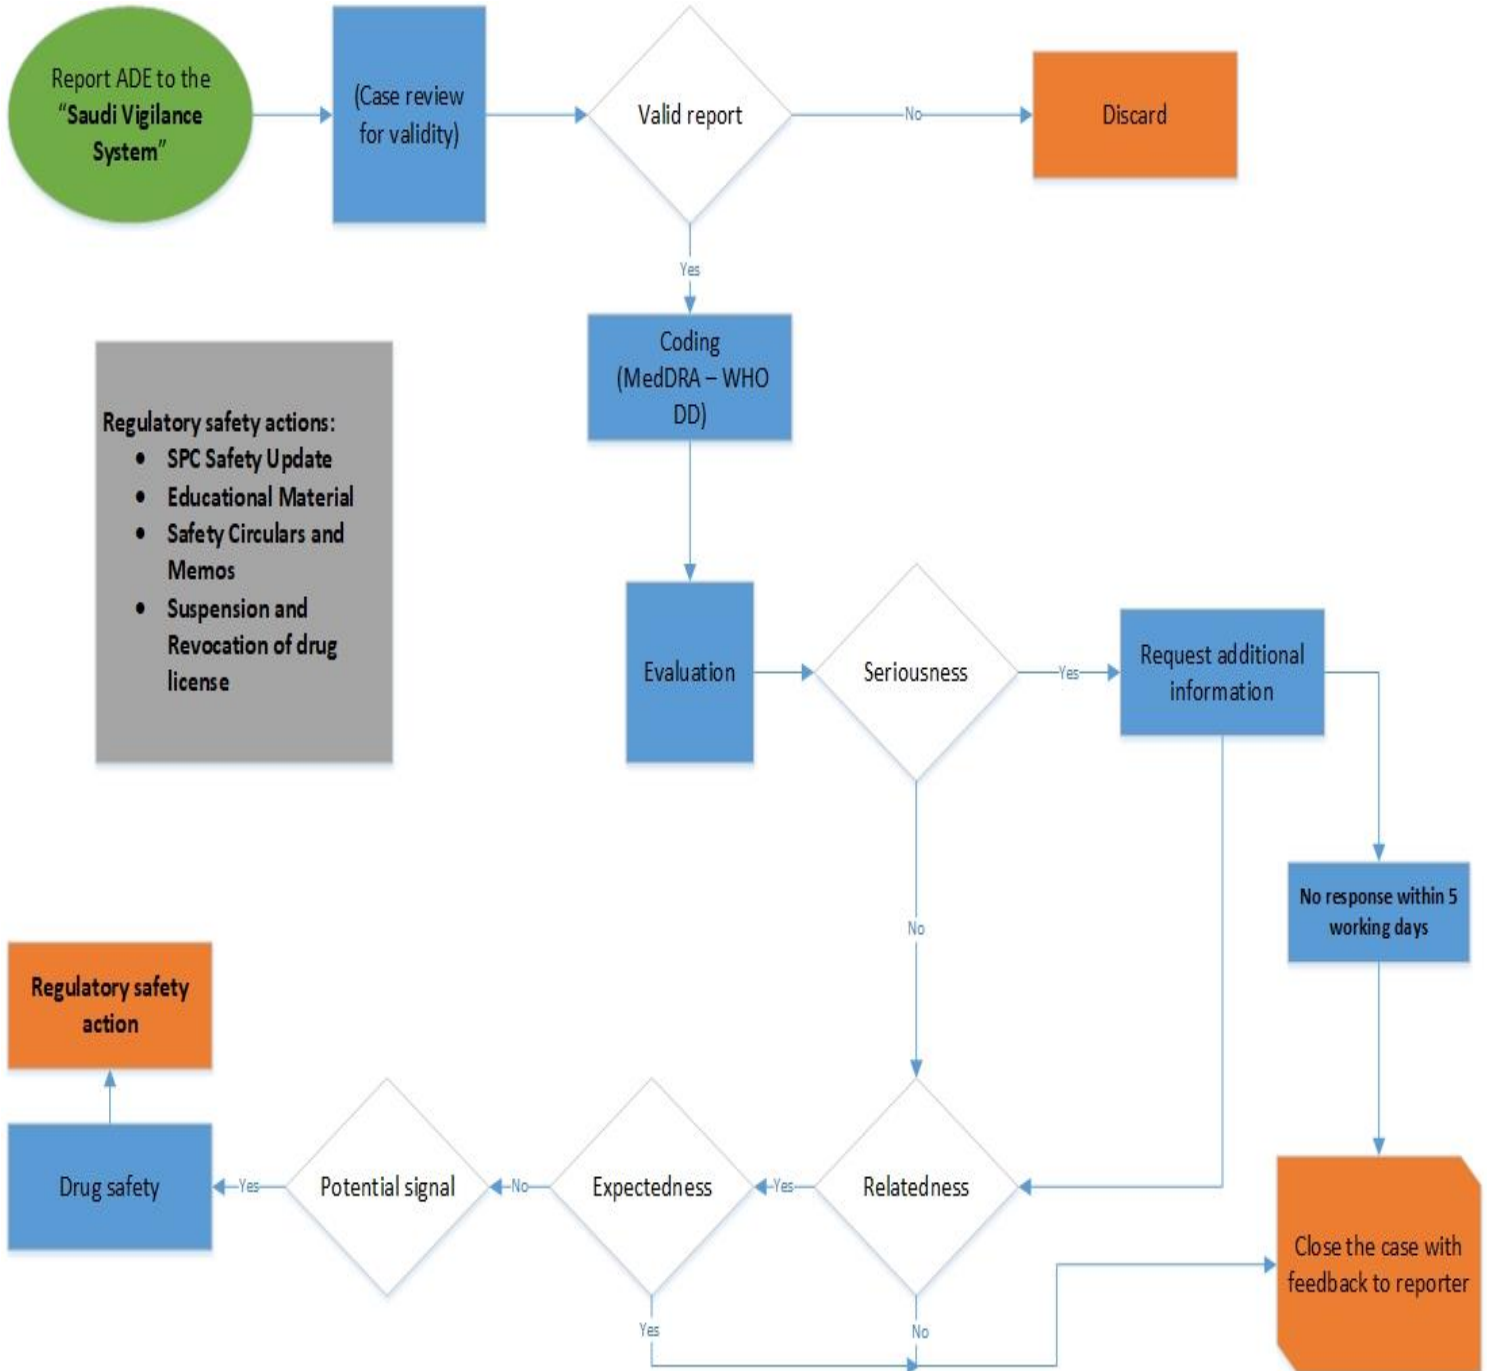 Report ADE to the
“Saudi Vigilance
System”
(Case review
for validity)
Valid report
No
Discard
Yes
Coding
(MedDRA – WHO
DD)
Regulatory safety actions:
• SPC Safety Update
• Educational Material
• Safety Circulars and
Memos
• Suspension and
Revocation of drug
license
Evaluation
Seriousness
Yes
Request additional
information
No
No response within 5
working days
Regulatory safety
action
Drug safety
Yes
Potential signal
No
Expectedness
Yes
Relatedness
Close the case with
feedback to reporter
Yes
No